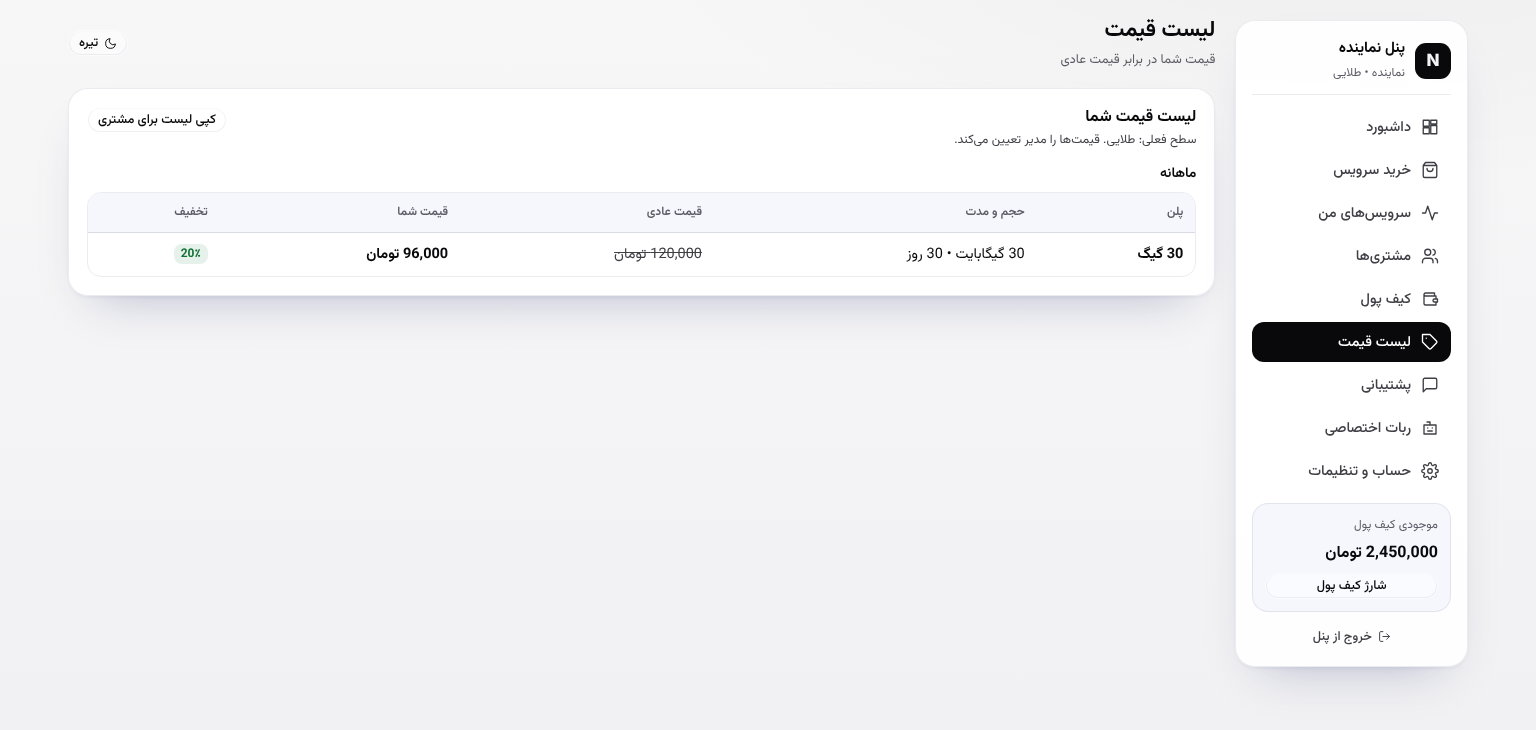 N
پنل نماینده
نماینده • طلایی
داشبورد
خرید سرویس
سرویس‌های من
مشتری‌ها
کیف پول
لیست قیمت
پشتیبانی
ربات اختصاصی
حساب و تنظیمات
موجودی کیف پول
2,450,000 تومان
شارژ کیف پول
خروج از پنل
لیست قیمت
قیمت شما در برابر قیمت عادی
تیره
لیست قیمت شما
سطح فعلی: طلایی. قیمت‌ها را مدیر تعیین می‌کند.
کپی لیست برای مشتری
ماهانه
پلن حجم و مدت قیمت عادی قیمت شما تخفیف
30 گیگ 30 گیگابایت • 30 روز 120,000 تومان 96,000 تومان 20٪